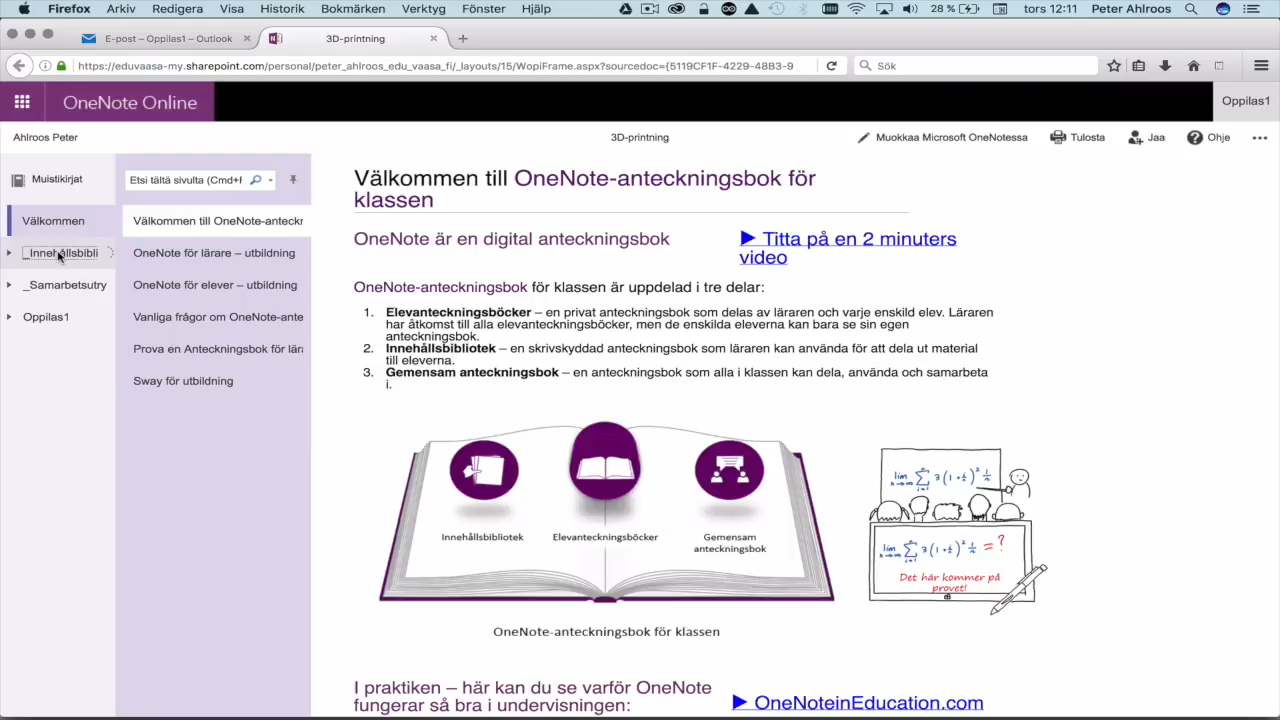 Firefox Arkiv Redigera Visa Historik Bokmärken Verktyg Fönster Hjälp 28 % tors 12:11 Peter Ahlroos
E-post – Oppilas1 – Outlook × 3D-printning × +
https://eduvaasa-my.sharepoint.com/personal/peter_ahlroos_edu_vaasa_fi/_layouts/15/WopiFrame.aspx?sourcedoc={5119CF1F-4229-48B3-9 Sök
OneNote Online Oppilas1
Ahlroos Peter 3D-printning Muokkaa Microsoft OneNotessa Tulosta Jaa Ohje
Muistikirjat
Välkommen
_Innehållsbibli
_Samarbetsutry
Oppilas1
Etsi tältä sivulta (Cmd+F
Välkommen till OneNote-anteckn
OneNote för lärare – utbildning
OneNote för elever – utbildning
Vanliga frågor om OneNote-ante
Prova en Anteckningsbok för lära
Sway för utbildning
Välkommen till OneNote-anteckningsbok för
klassen
OneNote är en digital anteckningsbok
▶ Titta på en 2 minuters
video
OneNote-anteckningsbok för klassen är uppdelad i tre delar:
1. Elevanteckningsböcker – en privat anteckningsbok som delas av läraren och varje enskild elev. Läraren
har åtkomst till alla elevanteckningsböcker, men de enskilda eleverna kan bara se sin egen
anteckningsbok.
2. Innehållsbibliotek – en skrivskyddad anteckningsbok som läraren kan använda för att dela ut material
till eleverna.
3. Gemensam anteckningsbok – en anteckningsbok som alla i klassen kan dela, använda och samarbeta
i.
Innehållsbibliotek
Elevanteckningsböcker
Gemensam
anteckningsbok
OneNote-anteckningsbok för klassen
Det här kommer på
provet!
I praktiken – här kan du se varför OneNote
fungerar så bra i undervisningen:
▶ OneNoteinEducation.com